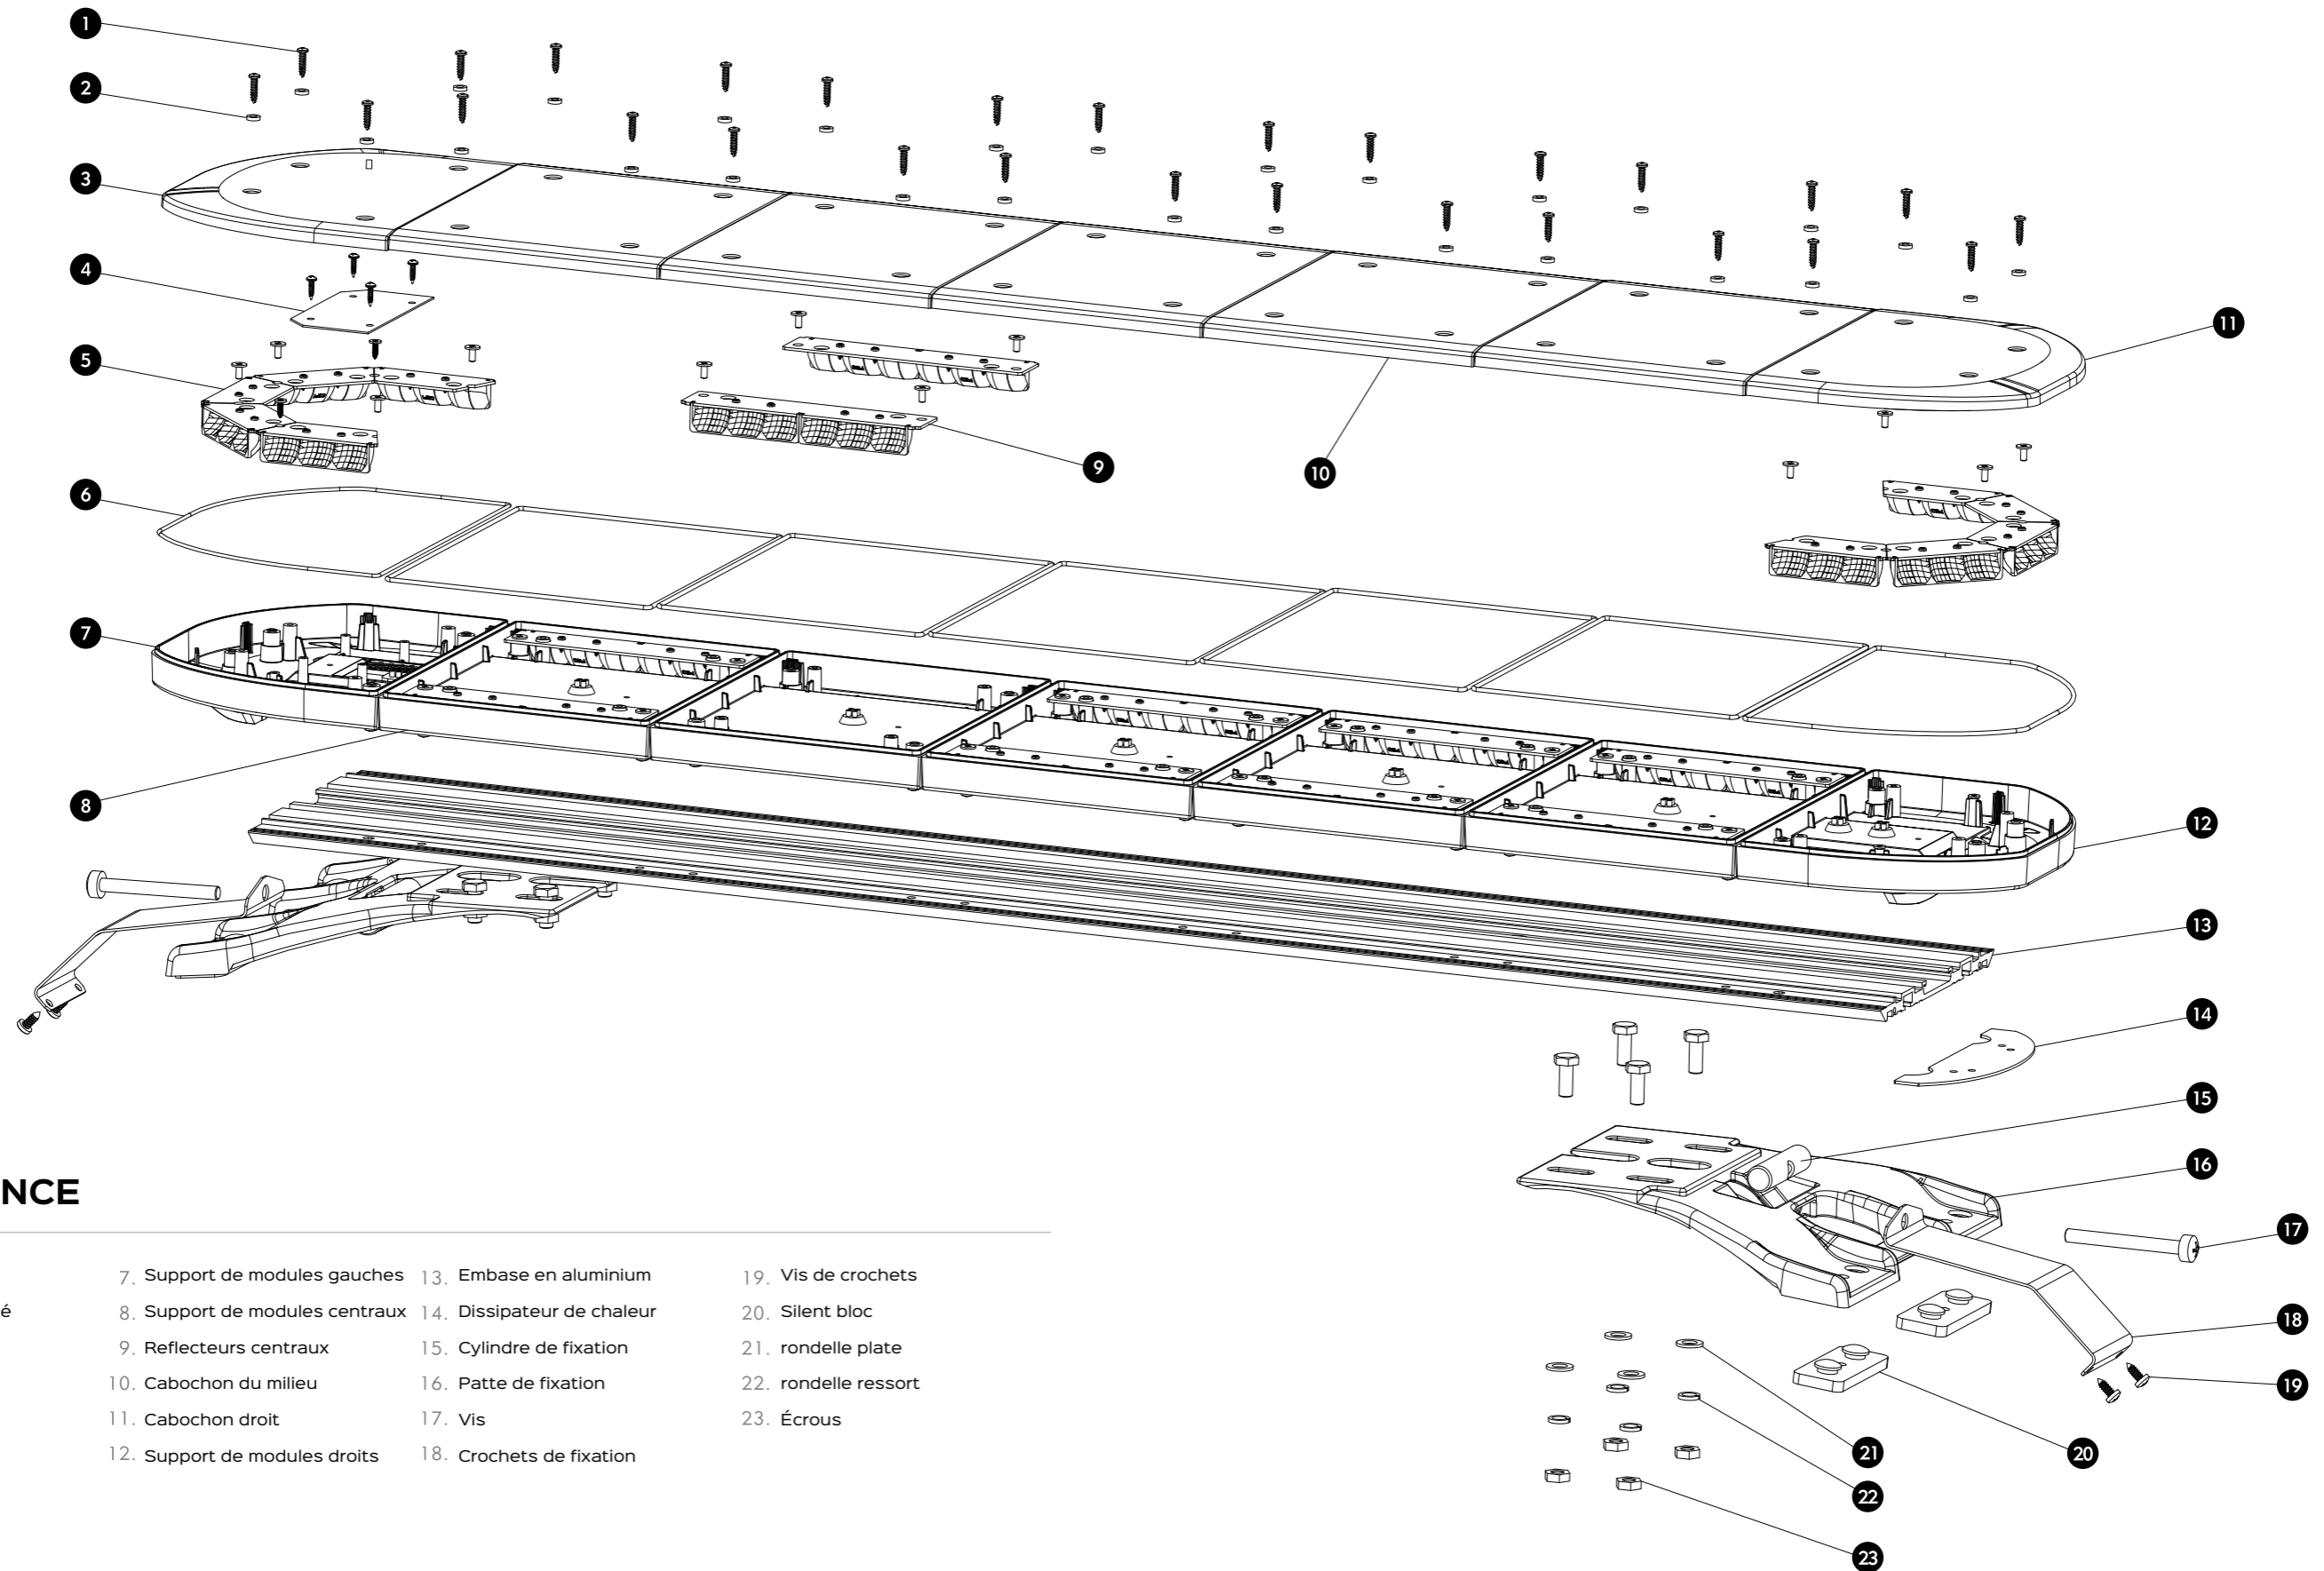 1
2
3
4
5
6
7
8
9
10
11
12
13
14
15
16
17
18
19
20
21
22
23
NCE
é
7. Support de modules gauches
8. Support de modules centraux
9. Reflecteurs centraux
10. Cabochon du milieu
11. Cabochon droit
12. Support de modules droits
13. Embase en aluminium
14. Dissipateur de chaleur
15. Cylindre de fixation
16. Patte de fixation
17. Vis
18. Crochets de fixation
19. Vis de crochets
20. Silent bloc
21. rondelle plate
22. rondelle ressort
23. Écrous